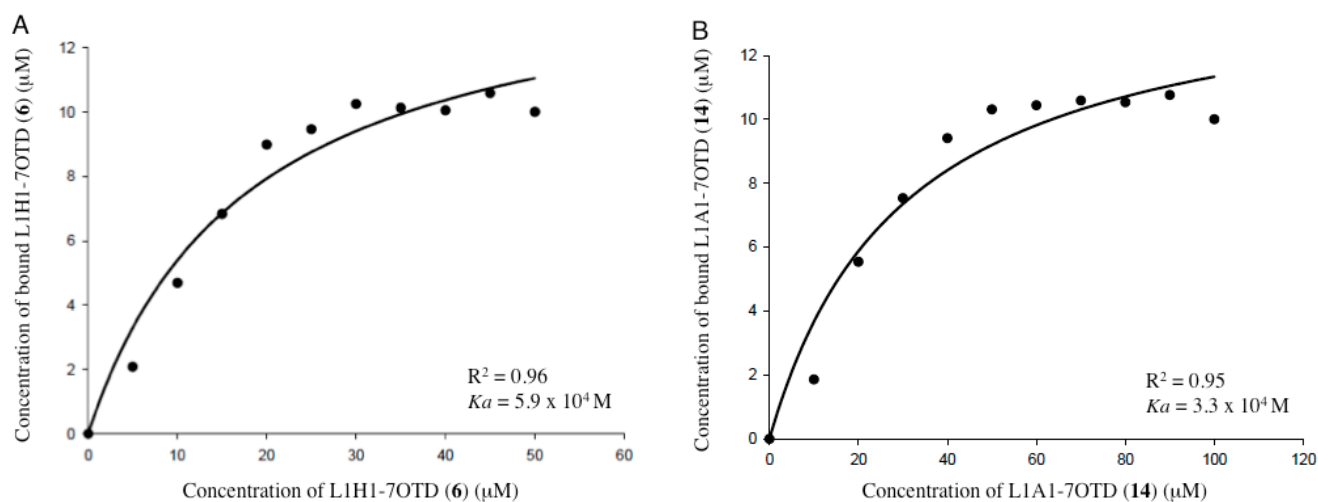 A
Concentration of bound L1H1-7OTD (6) (μM)
12
10
8
6
4
2
0
0 10 20 30 40 50 60
R² = 0.96
Ka = 5.9 x 10⁴ M
Concentration of L1H1-7OTD (6) (μM)
B
Concentration of bound L1A1-7OTD (14) (μM)
12
10
8
6
4
2
0
0 20 40 60 80 100 120
R² = 0.95
Ka = 3.3 x 10⁴ M
Concentration of L1A1-7OTD (14) (μM)